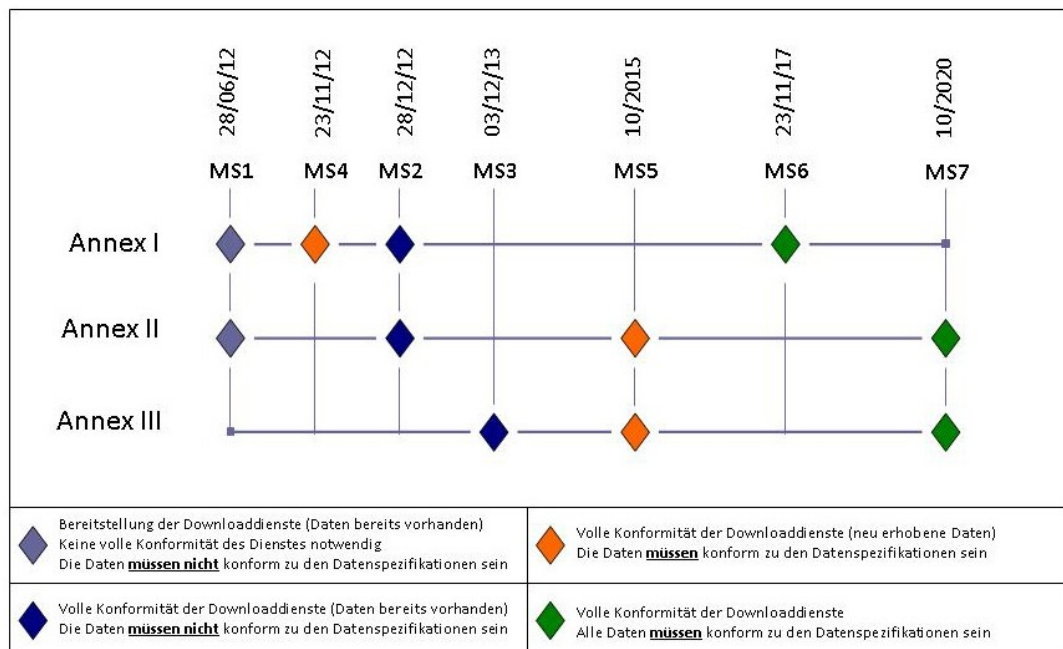 28/06/12
23/11/12
28/12/12
03/12/13
10/2015
23/11/17
10/2020
MS1
MS4
MS2
MS3
MS5
MS6
MS7
Annex I
Annex II
Annex III
Bereitstellung der Downloaddienste (Daten bereits vorhanden)
Keine volle Konformität des Dienstes notwendig
Die Daten müssen nicht konform zu den Datenspezifikationen sein
Volle Konformität der Downloaddienste (neu erhobene Daten)
Die Daten müssen konform zu den Datenspezifikationen sein
Volle Konformität der Downloaddienste (Daten bereits vorhanden)
Die Daten müssen nicht konform zu den Datenspezifikationen sein
Volle Konformität der Downloaddienste
Alle Daten müssen konform zu den Datenspezifikationen sein